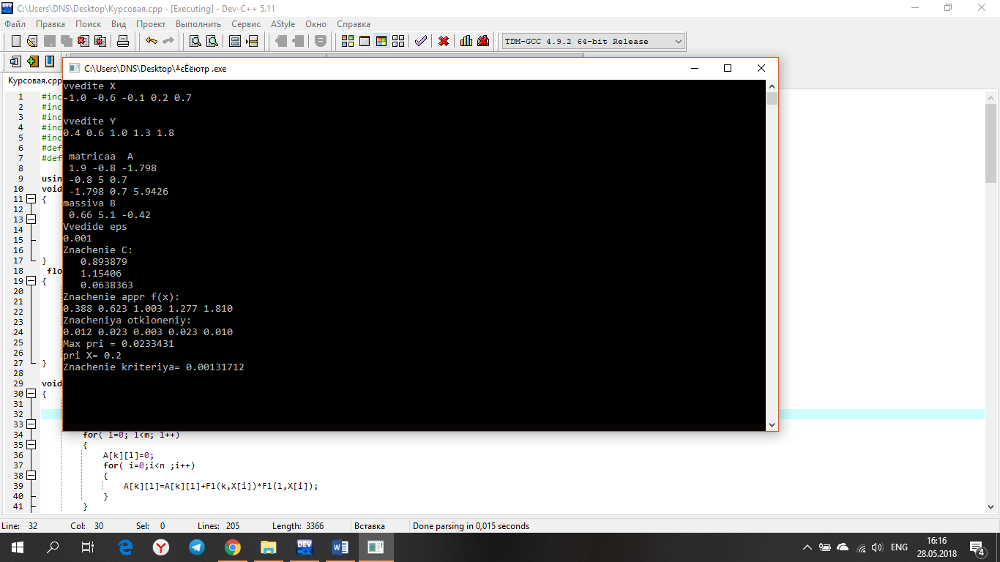 C:\Users\DNS\Desktop\Курсовая.cpp - [Executing] - Dev-C++ 5.11
Файл Правка Поиск Вид Проект Выполнить Сервис AStyle Окно Справка
TDM-GCC 4.9.2 64-bit Release
C:\Users\DNS\Desktop\╩єЁёютр .exe
Курсовая.cpp
vvedite X
-1.0 -0.6 -0.1 0.2 0.7
vvedite Y
0.4 0.6 1.0 1.3 1.8
matricaa A
1.9 -0.8 -1.798
-0.8 5 0.7
-1.798 0.7 5.9426
massiva B
0.66 5.1 -0.42
Vvedide eps
0.001
Znachenie C:
0.893879
1.15406
0.0638363
Znachenie appr f(x):
0.388 0.623 1.003 1.277 1.810
Znacheniya otkloneniy:
0.012 0.023 0.003 0.023 0.010
Max pri = 0.0233431
pri X= 0.2
Znachenie kriteriya= 0.00131712
1 #inc
2 #inc
3 #inc
4 #inc
5 #inc
6 #def
7 #def
8
9 usin
10 void
11 {
12
13
14
15
16
17 }
18 flo
19 {
20
21
22
23
24
25
26
27 }
28
29 void
30 {
31
32
33
34 for( l=0; l<m; l++)
35 {
36 A[k][l]=0;
37 for( i=0;i<n ;i++)
38 {
39 A[k][l]=A[k][l]+Fl(k,X[i])*Fl(l,X[i]);
40 }
41 }
Line: 32 Col: 30 Sel: 0 Lines: 205 Length: 3366 Вставка Done parsing in 0,015 seconds
ENG
16:16
28.05.2018
4